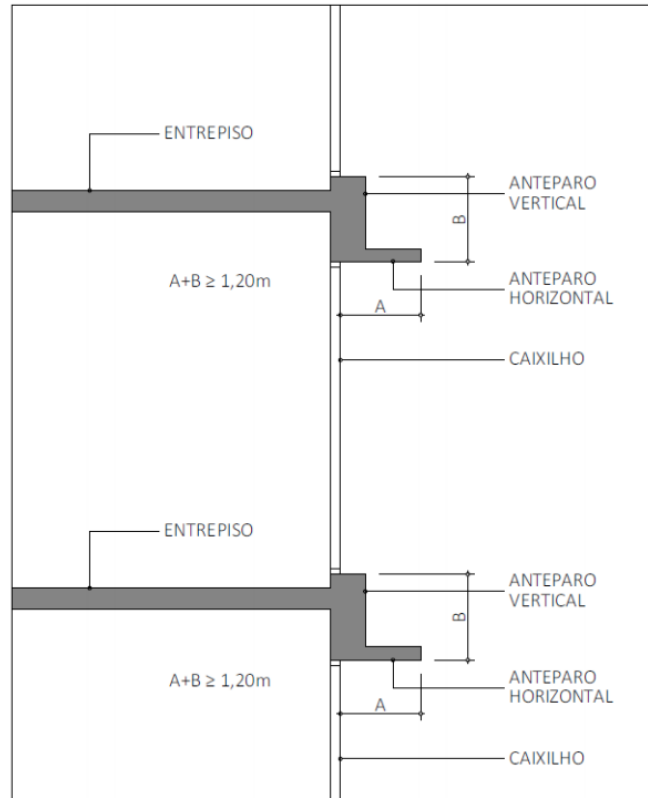 ENTREPISO
ANTEPARO
VERTICAL
B
A+B ≥ 1,20m
ANTEPARO
HORIZONTAL
A
CAIXILHO
ENTREPISO
ANTEPARO
VERTICAL
B
A+B ≥ 1,20m
ANTEPARO
HORIZONTAL
A
CAIXILHO